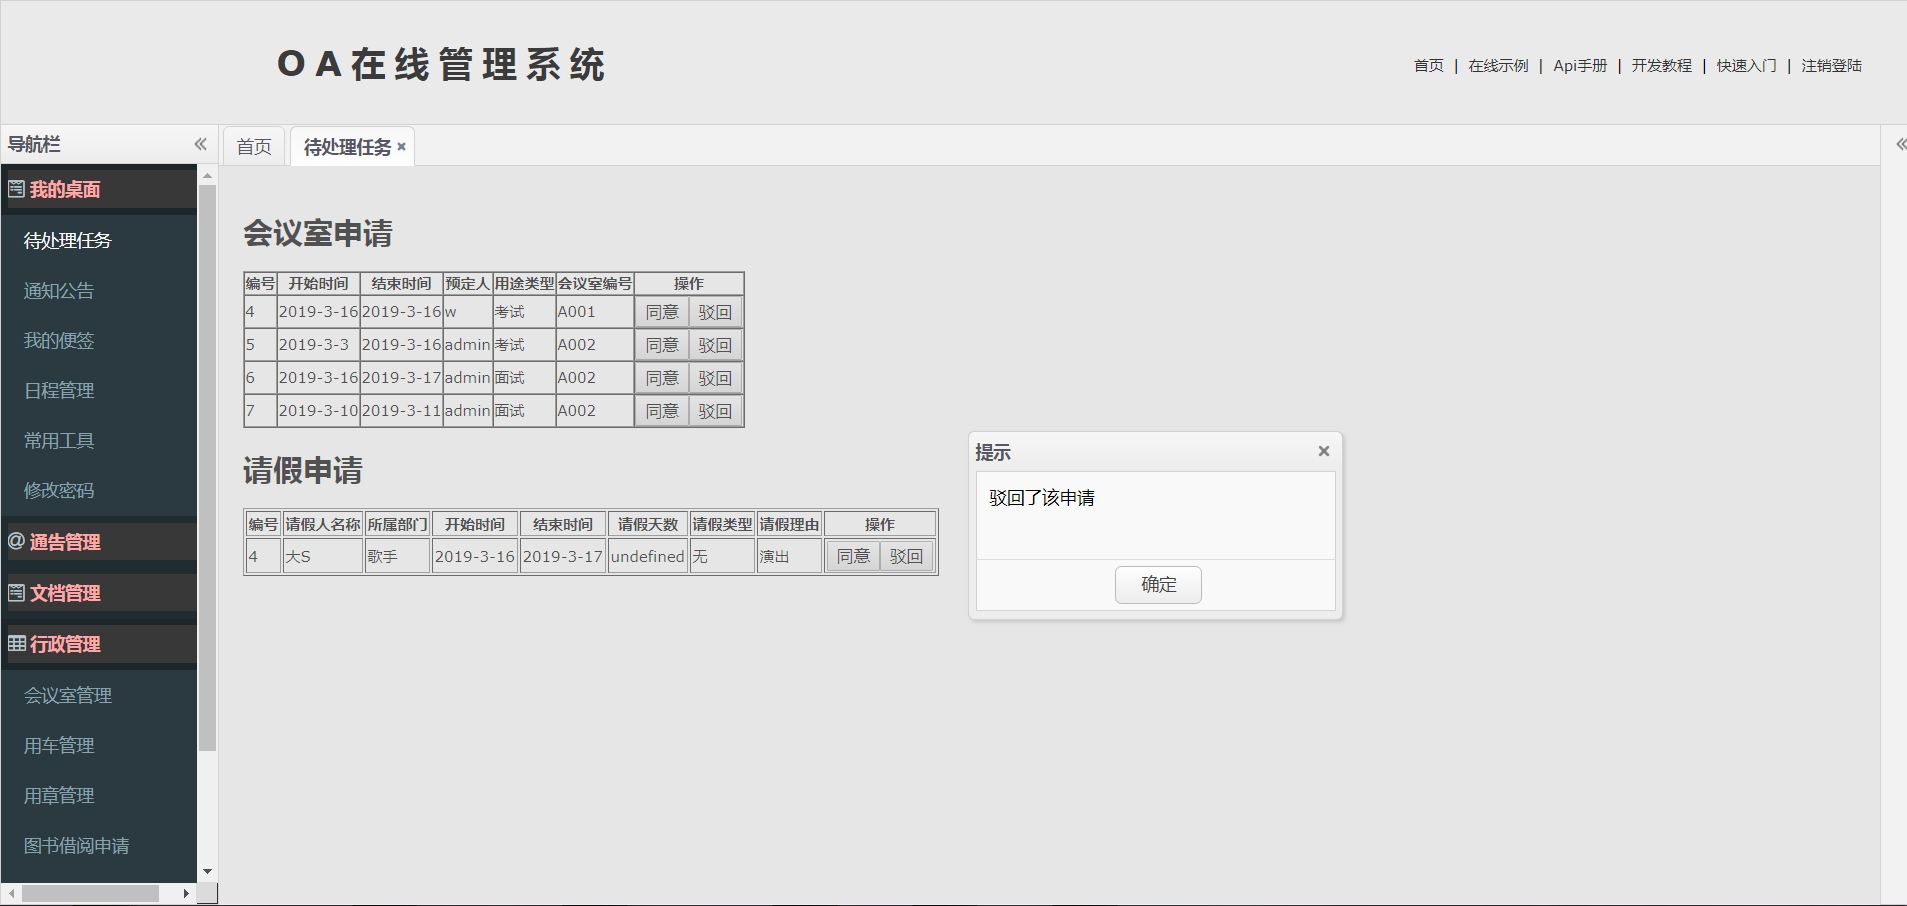 OA在线管理系统
首页 | 在线示例 | Api手册 | 开发教程 | 快速入门 | 注销登陆
导航栏
首页 待处理任务
我的桌面
待处理任务
通知公告
我的便签
日程管理
常用工具
修改密码
@ 通告管理
文档管理
行政管理
会议室管理
用车管理
用章管理
图书借阅申请
会议室申请
编号 开始时间 结束时间 预定人 用途类型 会议室编号 操作
4 2019-3-16 2019-3-16 w 考试 A001 同意 驳回
5 2019-3-3 2019-3-16 admin 考试 A002 同意 驳回
6 2019-3-16 2019-3-17 admin 面试 A002 同意 驳回
7 2019-3-10 2019-3-11 admin 面试 A002 同意 驳回
请假申请
编号 请假人名称 所属部门 开始时间 结束时间 请假天数 请假类型 请假理由 操作
4 大S 歌手 2019-3-16 2019-3-17 undefined 无 演出 同意 驳回
提示
驳回了该申请
确定